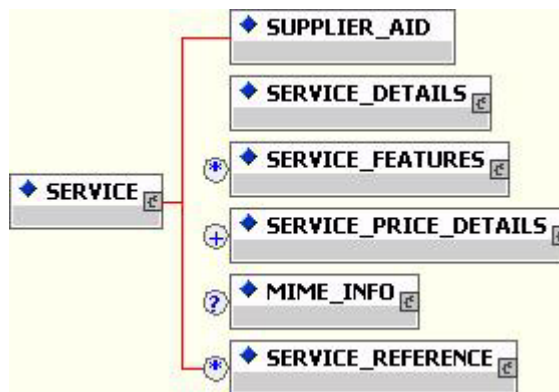 SUPPLIER_AID
SERVICE_DETAILS
* SERVICE_FEATURES
SERVICE
+ SERVICE_PRICE_DETAILS
? MIME_INFO
* SERVICE_REFERENCE